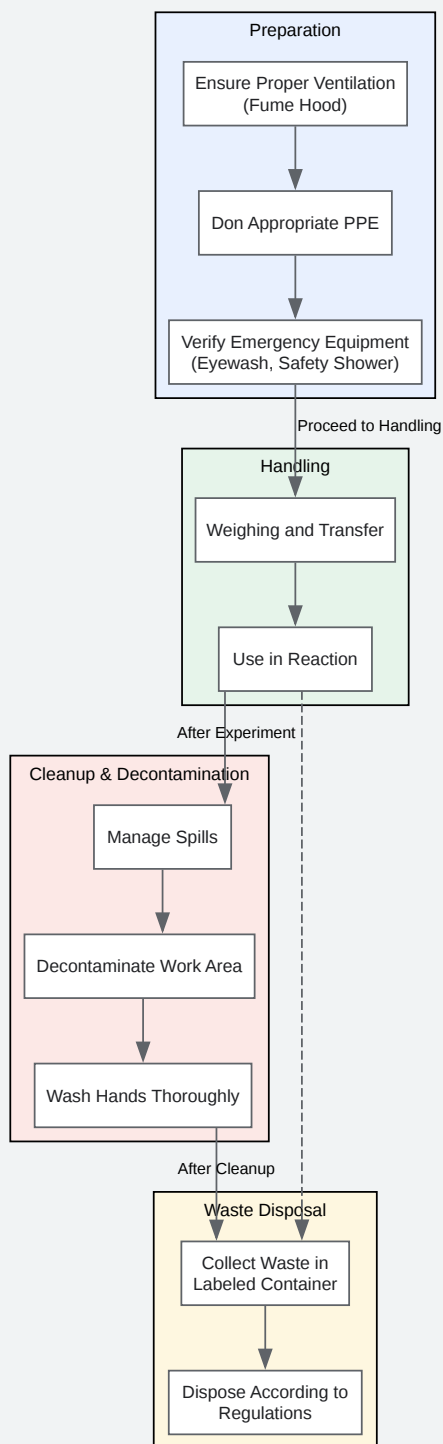 Preparation
Ensure Proper Ventilation
(Fume Hood)
Don Appropriate PPE
Verify Emergency Equipment
(Eyewash, Safety Shower)
Proceed to Handling
Handling
Weighing and Transfer
Use in Reaction
After Experiment
Cleanup & Decontamination
Manage Spills
Decontaminate Work Area
Wash Hands Thoroughly
After Cleanup
Waste Disposal
Collect Waste in
Labeled Container
Dispose According to
Regulations